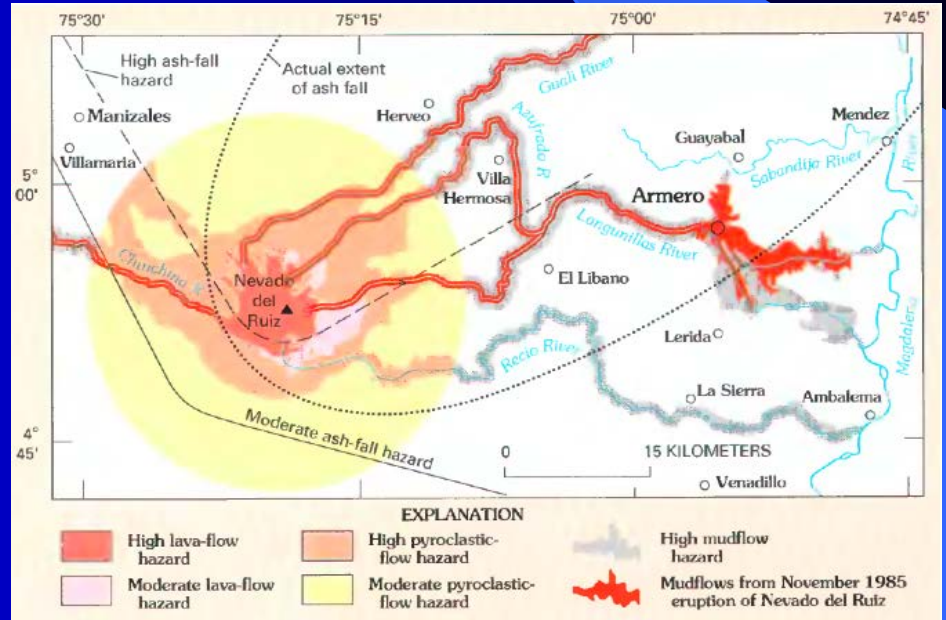 75°30'
75°15'
75°00'
74°45'
High ash-fall
hazard
Actual extent
of ash fall
Guali River
Manizales
Herveo
Azufrado R
Mendez
Guayabal
Villamaria
Sabandija River
River
5°
00'
Villa
Hermosa
Armero
Langunillas River
Chinchina R
Nevado
del
Ruiz
El Libano
Lerida
Magdalena
Recio River
La Sierra
Ambalema
4°
45'
Moderate ash-fall hazard
0
15 KILOMETERS
Venadillo
EXPLANATION
High lava-flow
hazard
High pyroclastic-
flow hazard
High mudflow
hazard
Moderate lava-flow
hazard
Moderate pyroclastic-
flow hazard
Mudflows from November 1985
eruption of Nevado del Ruiz